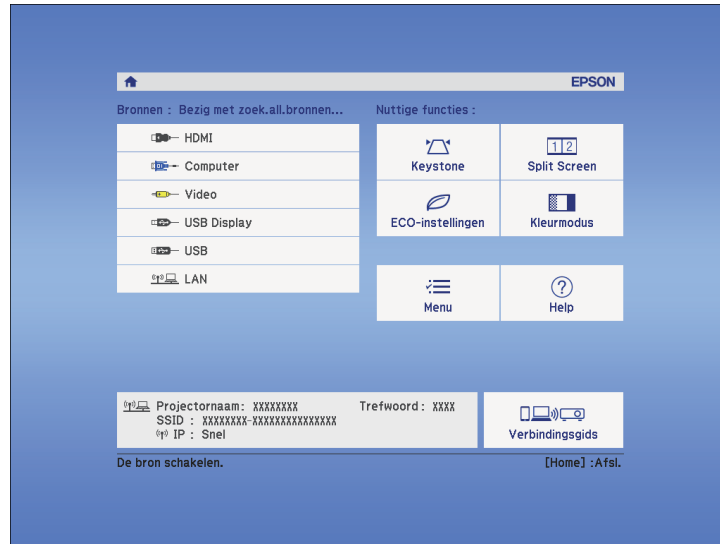 EPSON
Bronnen : Bezig met zoek.all.bronnen...
Nuttige functies :
HDMI
Computer
Video
USB Display
USB
LAN
Keystone
1 2
Split Screen
ECO-instellingen
Kleurmodus
Menu
?
Help
Projectornaam: XXXXXXXX Trefwoord: XXXX
SSID : XXXXXXXX-XXXXXXXXXXXXXXX
IP : Snel
Verbindingsgids
De bron schakelen.
[Home] :Afsl.